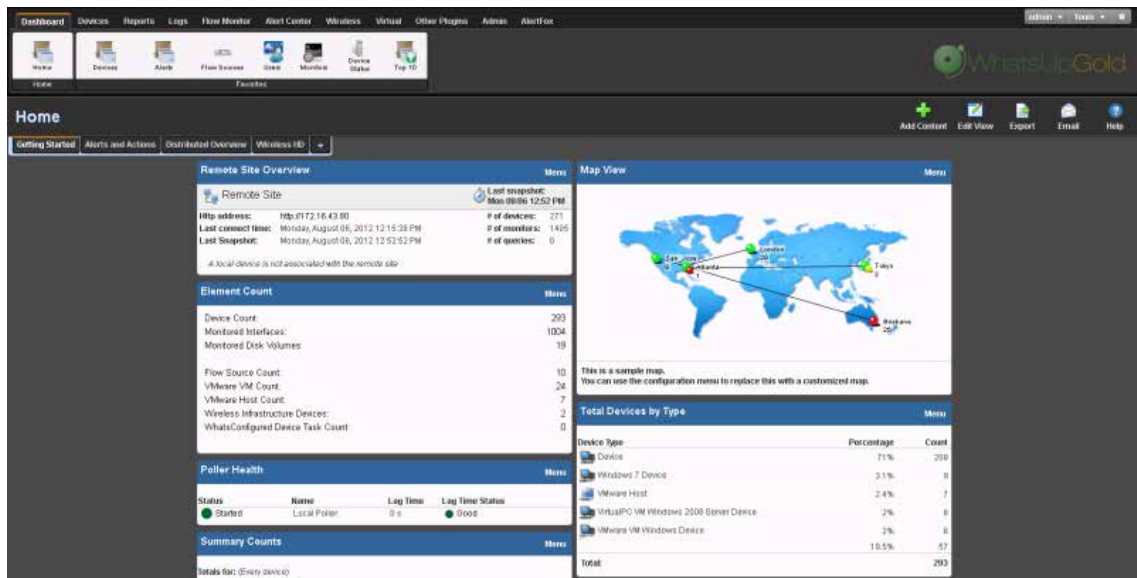 Dashboard Devices Reports Logs Flow Monitor Alert Center Wireless Virtual Other Plugins Admin AlertFox admin Tools
Home Devices Alerts Flow Sources Users Monitors Device Status Top 10
Home Favorites
WhatsUpGold
Home
Add Content Edit View Export Email Help
Getting Started Alerts and Actions Distributed Overview Wireless HD +
Remote Site Overview Menu
Remote Site Last snapshot: Mon 08/06 12:52 PM
Http address: http://172.16.43.80 # of devices: 271
Last connect time: Monday, August 06, 2012 12:15:39 PM # of monitors: 1405
Last Snapshot: Monday, August 06, 2012 12:52:52 PM # of queries: 0
A local device is not associated with the remote site
Element Count Menu
Device Count: 293
Monitored Interfaces: 1004
Monitored Disk Volumes: 19
Flow Source Count: 10
VMware VM Count: 24
VMware Host Count: 7
Wireless Infrastructure Devices: 2
WhatsConfigured Device Task Count 0
Poller Health Menu
Status Name Lag Time Lag Time Status
Started Local Poller 0 s Good
Summary Counts Menu
Totals for: (Every device)
Map View Menu
San Jose
9
Atlanta
1
London
28
Tokyo
3
Brisbane
This is a sample map.
You can use the configuration menu to replace this with a customized map.
Total Devices by Type Menu
Device Type Percentage Count
Device 71% 208
Windows 7 Device 3.1% 9
VMware Host 2.4% 7
VirtualPC VM Windows 2008 Server Device 2% 6
VMware VM Windows Device 2% 6
19.5% 57
Total: 293